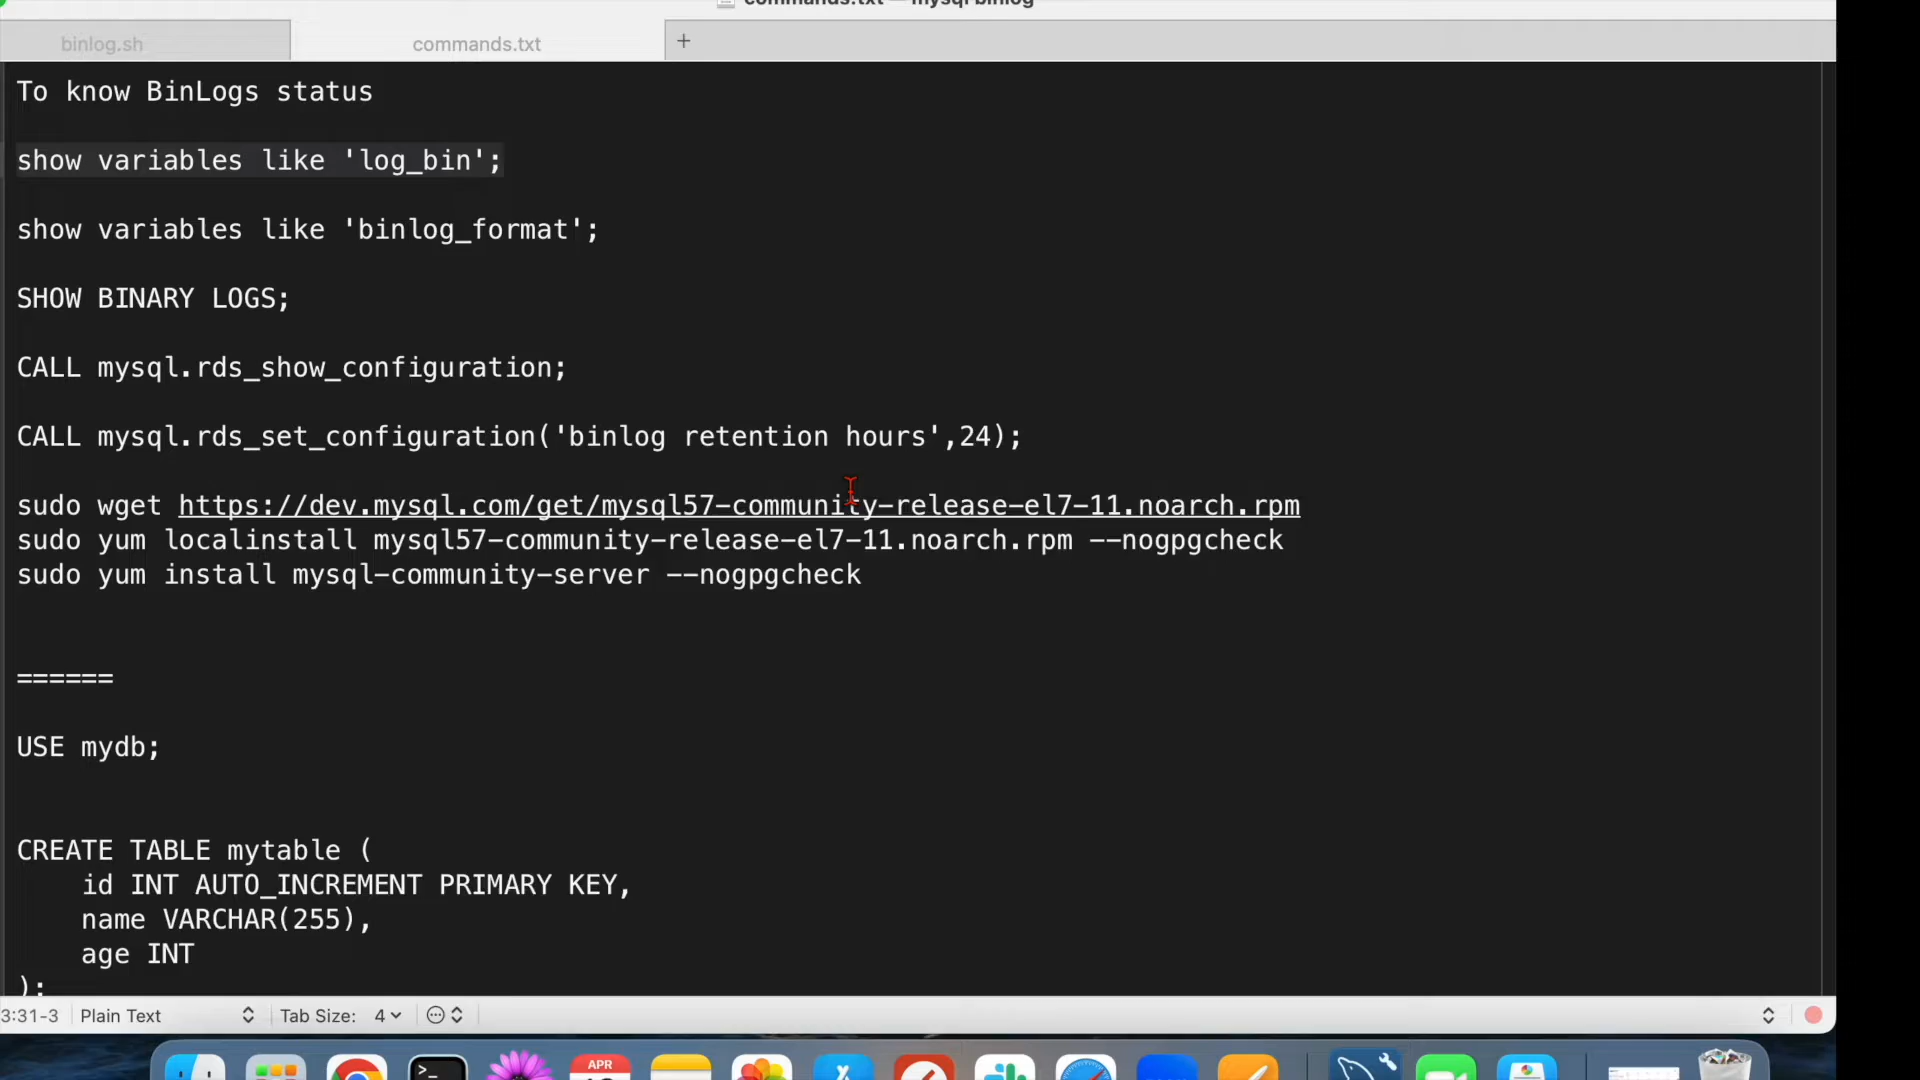 commands.txt — mysql binlog
binlog.sh
commands.txt
+
To know BinLogs status
show variables like 'log_bin';
show variables like 'binlog_format';
SHOW BINARY LOGS;
CALL mysql.rds_show_configuration;
CALL mysql.rds_set_configuration('binlog retention hours',24);
sudo wget https://dev.mysql.com/get/mysql57-community-release-el7-11.noarch.rpm
sudo yum localinstall mysql57-community-release-el7-11.noarch.rpm --nogpgcheck
sudo yum install mysql-community-server --nogpgcheck
======
USE mydb;
CREATE TABLE mytable (
    id INT AUTO_INCREMENT PRIMARY KEY,
    name VARCHAR(255),
    age INT
);
3:31-3
Plain Text
Tab Size: 4
>_
APR